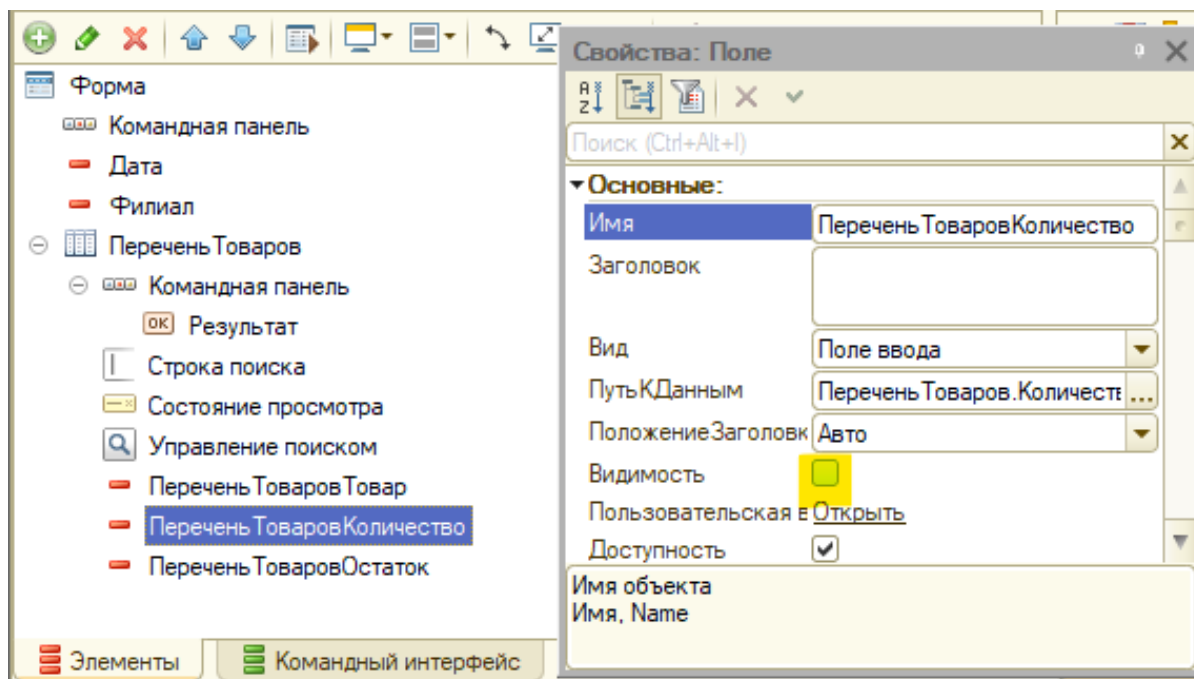 Форма
Командная панель
Дата
Филиал
ПереченьТоваров
Командная панель
OK Результат
Строка поиска
Состояние просмотра
Управление поиском
ПереченьТоваровТовар
ПереченьТоваровКоличество
ПереченьТоваровОстаток
Элементы
Командный интерфейс
Свойства: Поле
Поиск (Ctrl+Alt+I)
Основные:
Имя ПереченьТоваровКоличество
Заголовок
Вид Поле ввода
ПутьКДанным ПереченьТоваров.Количеств ...
ПоложениеЗаголовк Авто
Видимость
Пользовательская в Открыть
Доступность
Имя объекта
Имя, Name